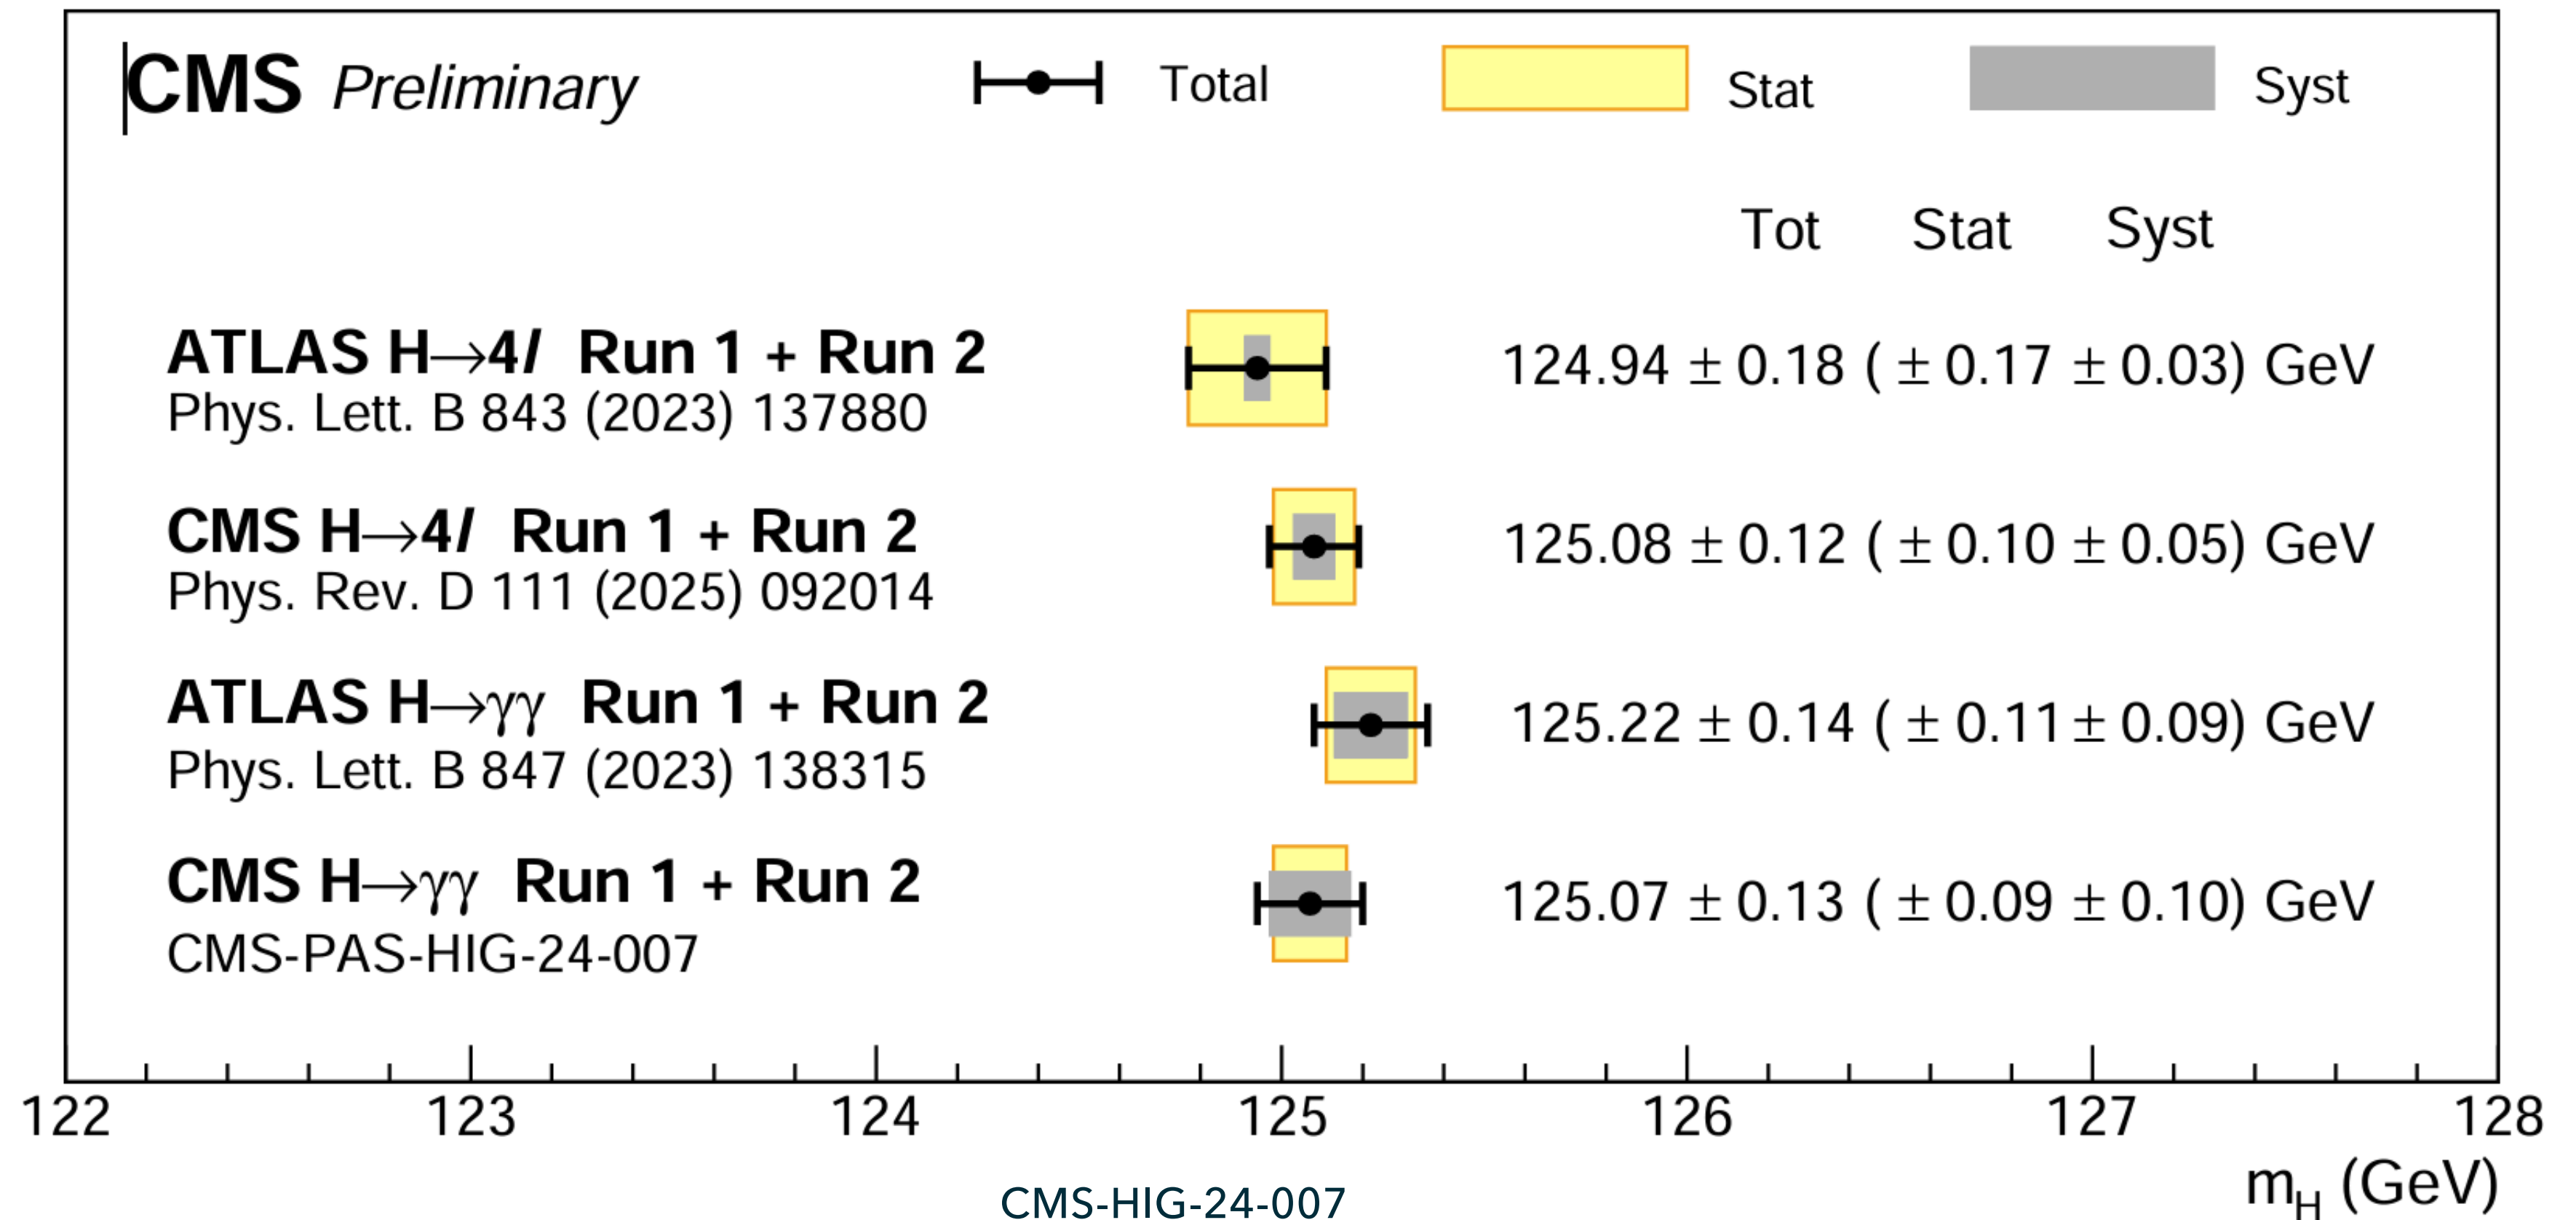 CMS Preliminary
Total
Stat
Syst
Tot Stat Syst
ATLAS H→4l Run 1 + Run 2
124.94 ± 0.18 ( ± 0.17 ± 0.03) GeV
Phys. Lett. B 843 (2023) 137880
CMS H→4l Run 1 + Run 2
125.08 ± 0.12 ( ± 0.10 ± 0.05) GeV
Phys. Rev. D 111 (2025) 092014
ATLAS H→γγ Run 1 + Run 2
125.22 ± 0.14 ( ± 0.11 ± 0.09) GeV
Phys. Lett. B 847 (2023) 138315
CMS H→γγ Run 1 + Run 2
125.07 ± 0.13 ( ± 0.09 ± 0.10) GeV
CMS-PAS-HIG-24-007
122 123 124 125 126 127 128
m_H (GeV)
CMS-HIG-24-007